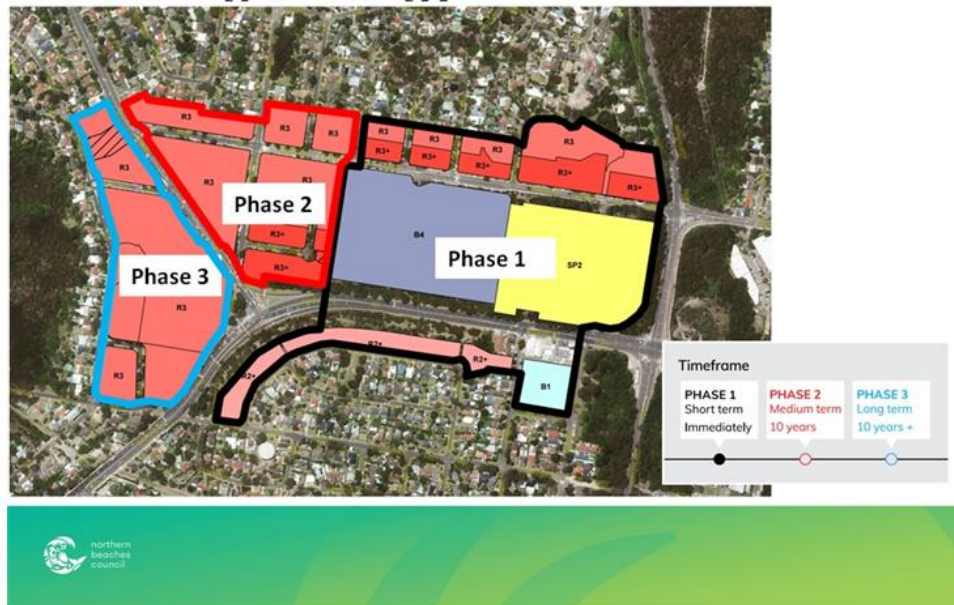 R3
R3
R3
R3
R3
R3
R3
R3
R3+
R3+
R3+
R3+
R3+
R3
R3
R3
Phase 2
R3+
R3+
B4
Phase 1
SP2
Phase 3
R3
R3
R2+
R2+
R2+
B1
Timeframe
PHASE 1
Short term
Immediately
PHASE 2
Medium term
10 years
PHASE 3
Long term
10 years +
northern
beaches
council